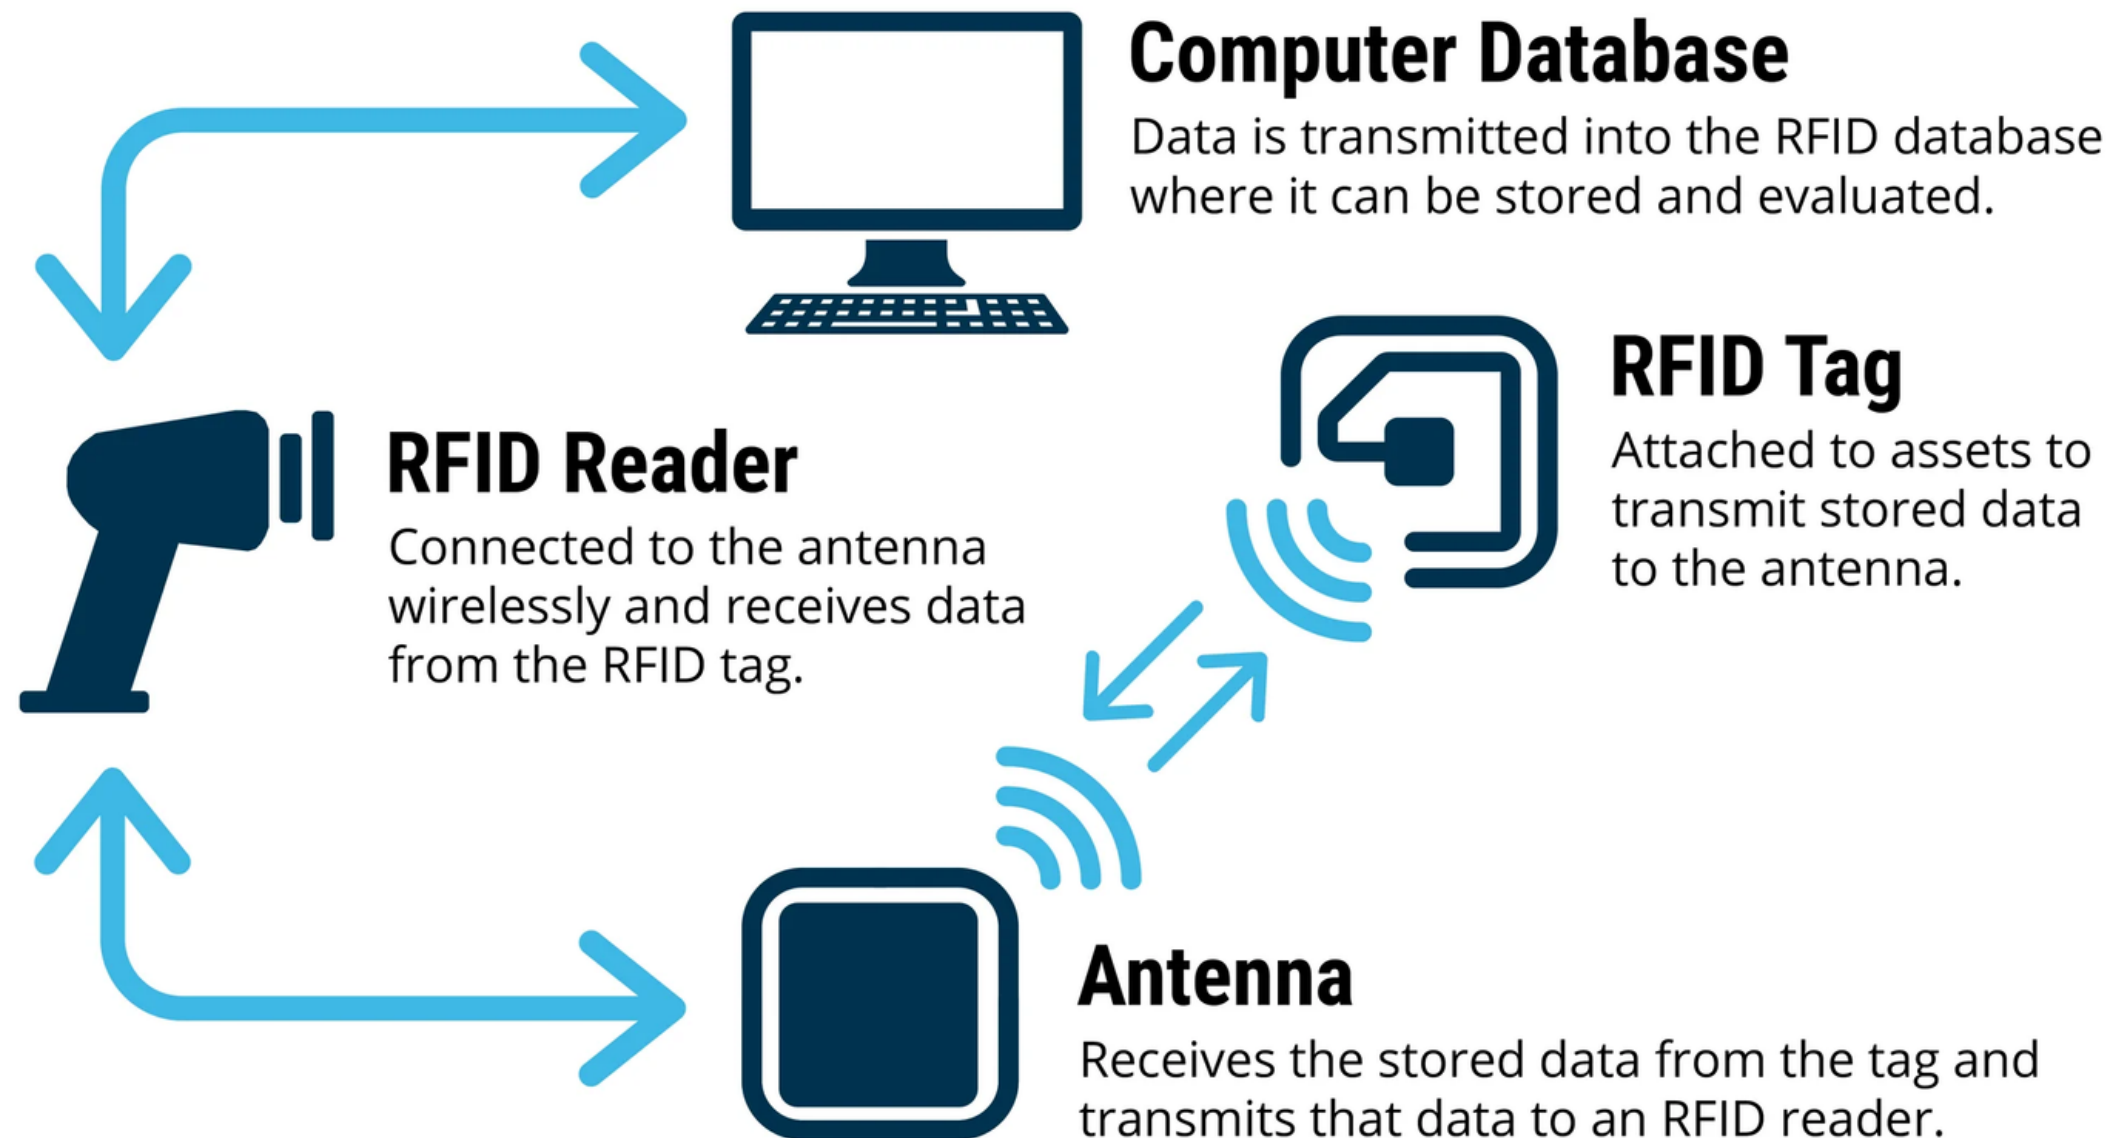 Computer Database
Data is transmitted into the RFID database
where it can be stored and evaluated.
RFID Tag
Attached to assets to
transmit stored data
to the antenna.
RFID Reader
Connected to the antenna
wirelessly and receives data
from the RFID tag.
Antenna
Receives the stored data from the tag and
transmits that data to an RFID reader.